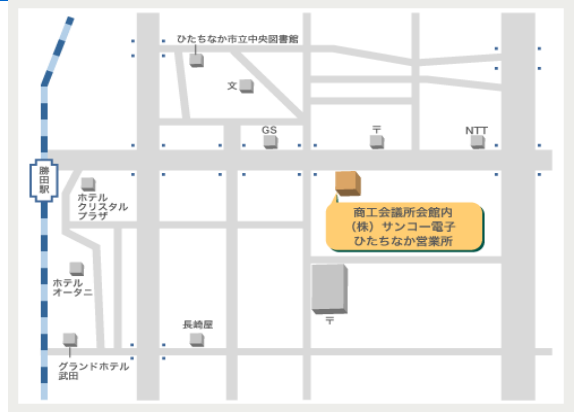 ひたちなか市立中央図書館
文
GS
〒
NTT
勝田駅
ホテル
クリスタル
プラザ
商工会議所会館内
(株)サンコー電子
ひたちなか営業所
ホテル
オータニ
〒
長崎屋
グランドホテル
武田